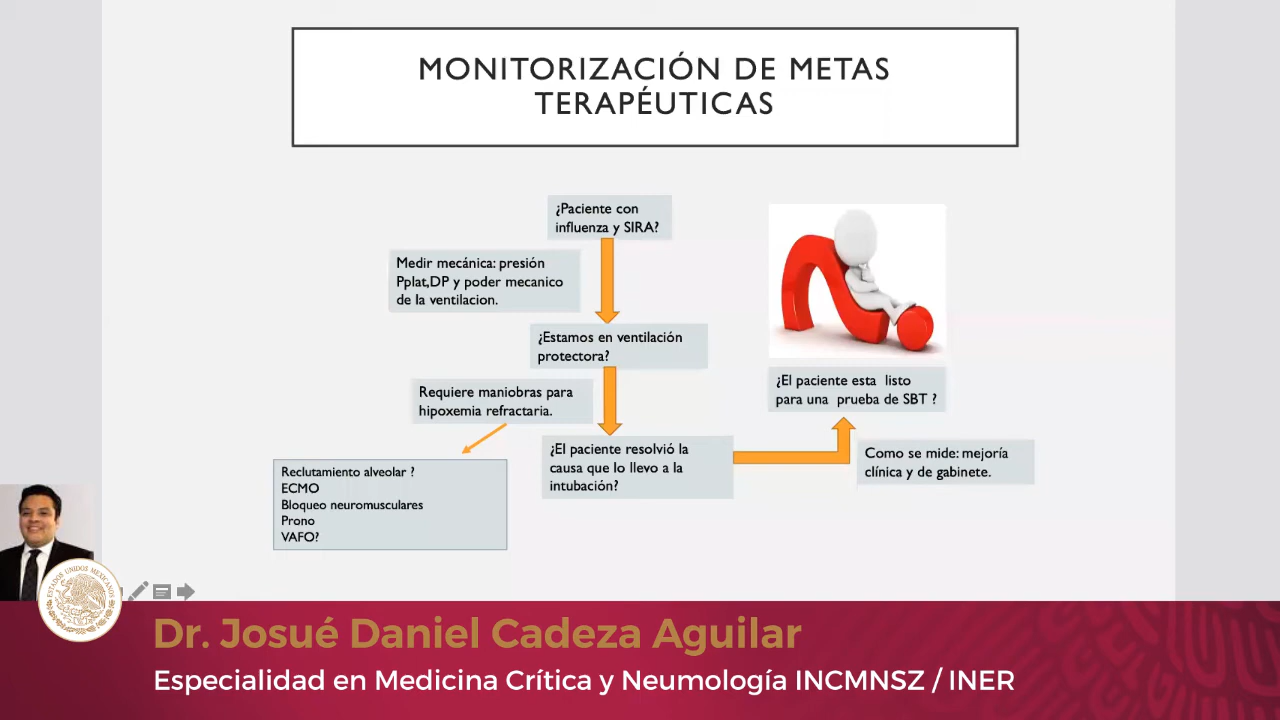 MONITORIZACIÓN DE METAS
TERAPÉUTICAS
¿Paciente con
influenza y SIRA?
Medir mecánica: presión
Pplat,DP y poder mecanico
de la ventilacion.
¿Estamos en ventilación
protectora?
Requiere maniobras para
hipoxemia refractaria.
Reclutamiento alveolar ?
ECMO
Bloqueo neuromusculares
Prono
VAFO?
¿El paciente resolvió la
causa que lo llevo a la
intubación?
¿El paciente esta listo
para una prueba de SBT ?
Como se mide: mejoría
clínica y de gabinete.
ESTADOS UNIDOS MEXICANOS
Dr. Josué Daniel Cadeza Aguilar
Especialidad en Medicina Crítica y Neumología INCMNSZ / INER